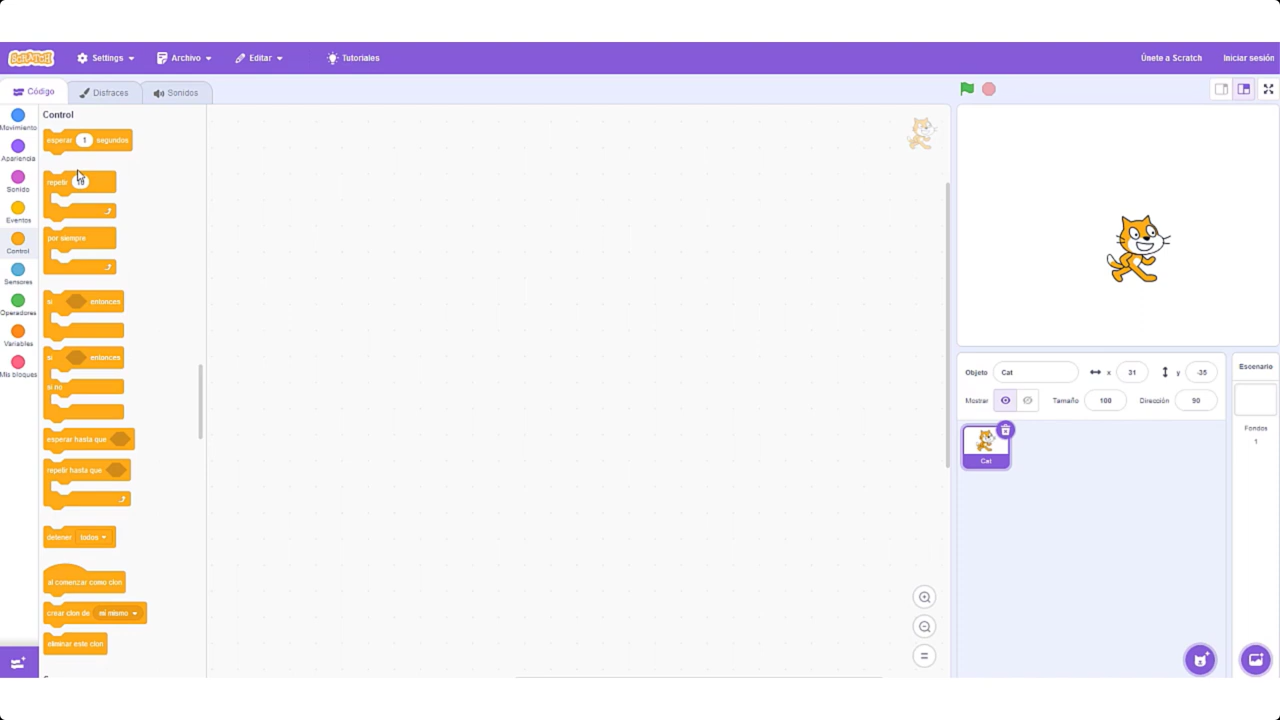 SCRATCH
Settings
Archivo
Editar
Tutoriales
Únete a Scratch
Iniciar sesión
Código
Disfraces
Sonidos
Movimiento
Apariencia
Sonido
Eventos
Control
Sensores
Operadores
Variables
Mis bloques
Control
esperar 1 segundos
repetir 10
por siempre
si entonces
si entonces
si no
esperar hasta que
repetir hasta que
detener todos
al comenzar como clon
crear clon de mí mismo
eliminar este clon
Objeto Cat x 31 y -35
Mostrar Tamaño 100 Dirección 90
Cat
Escenario
Fondos
1